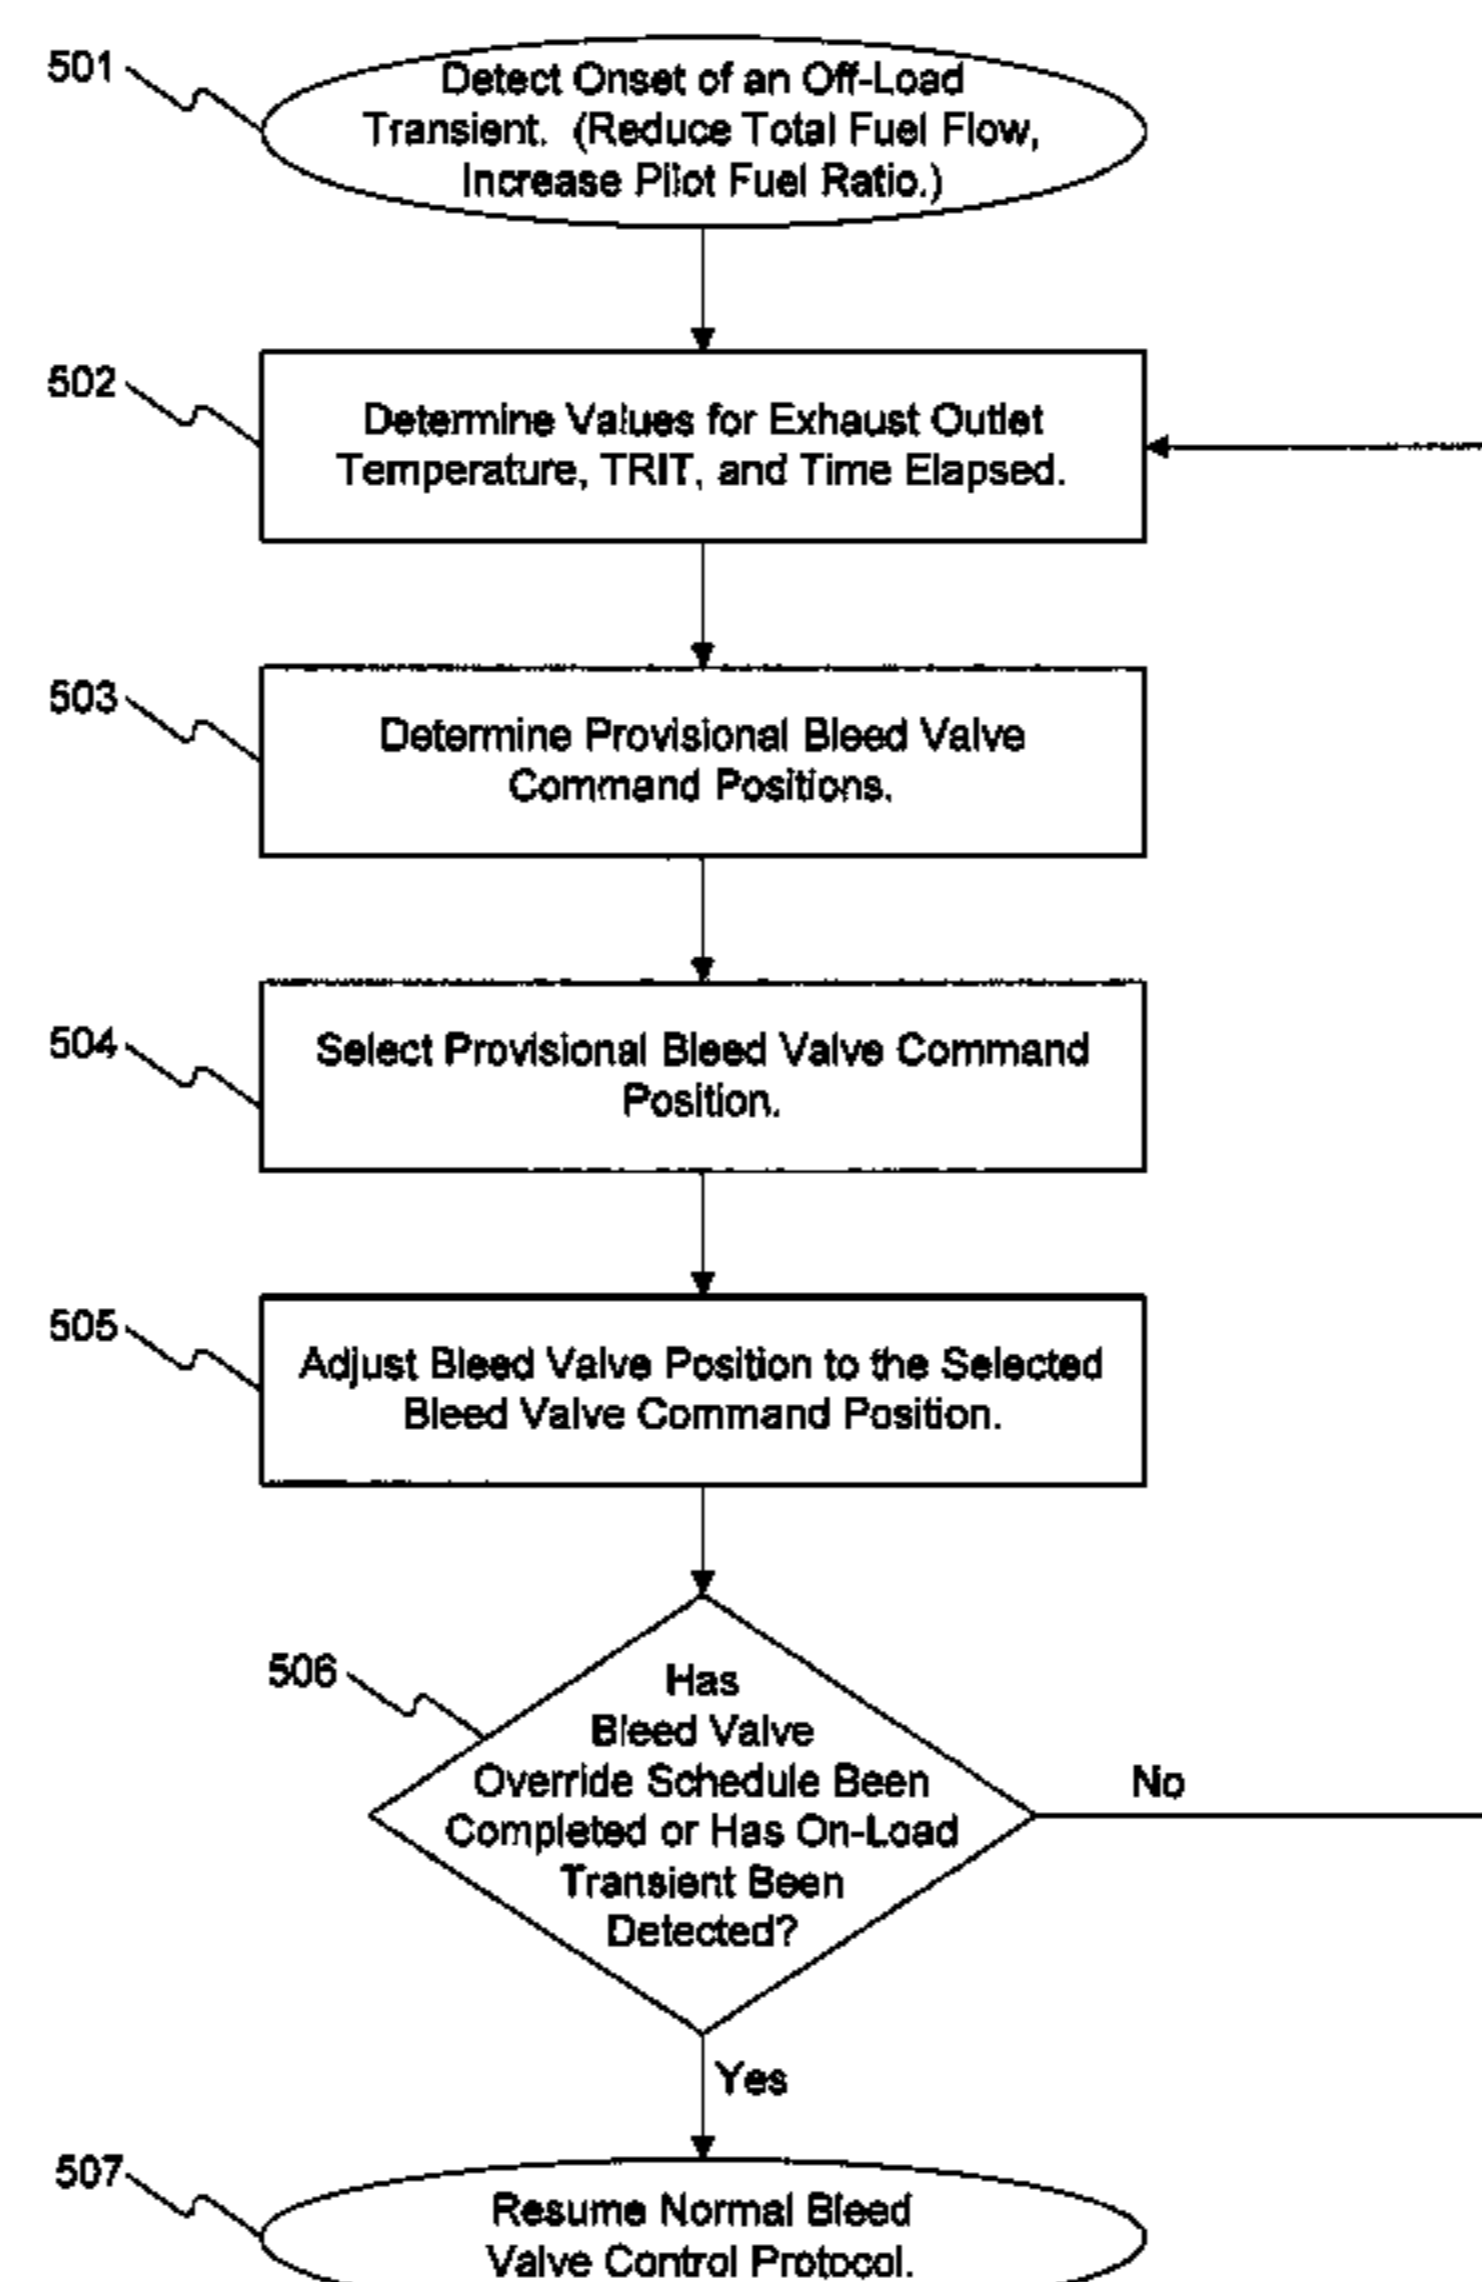 501
Detect Onset of an Off-Load
Transient. (Reduce Total Fuel Flow,
Increase Pilot Fuel Ratio.)
502
Determine Values for Exhaust Outlet
Temperature, TRIT, and Time Elapsed.
503
Determine Provisional Bleed Valve
Command Positions.
504
Select Provisional Bleed Valve Command
Position.
505
Adjust Bleed Valve Position to the Selected
Bleed Valve Command Position.
506
Has
Bleed Valve
Override Schedule Been
Completed or Has On-Load
Transient Been
Detected?
No
Yes
507
Resume Normal Bleed
Valve Control Protocol.